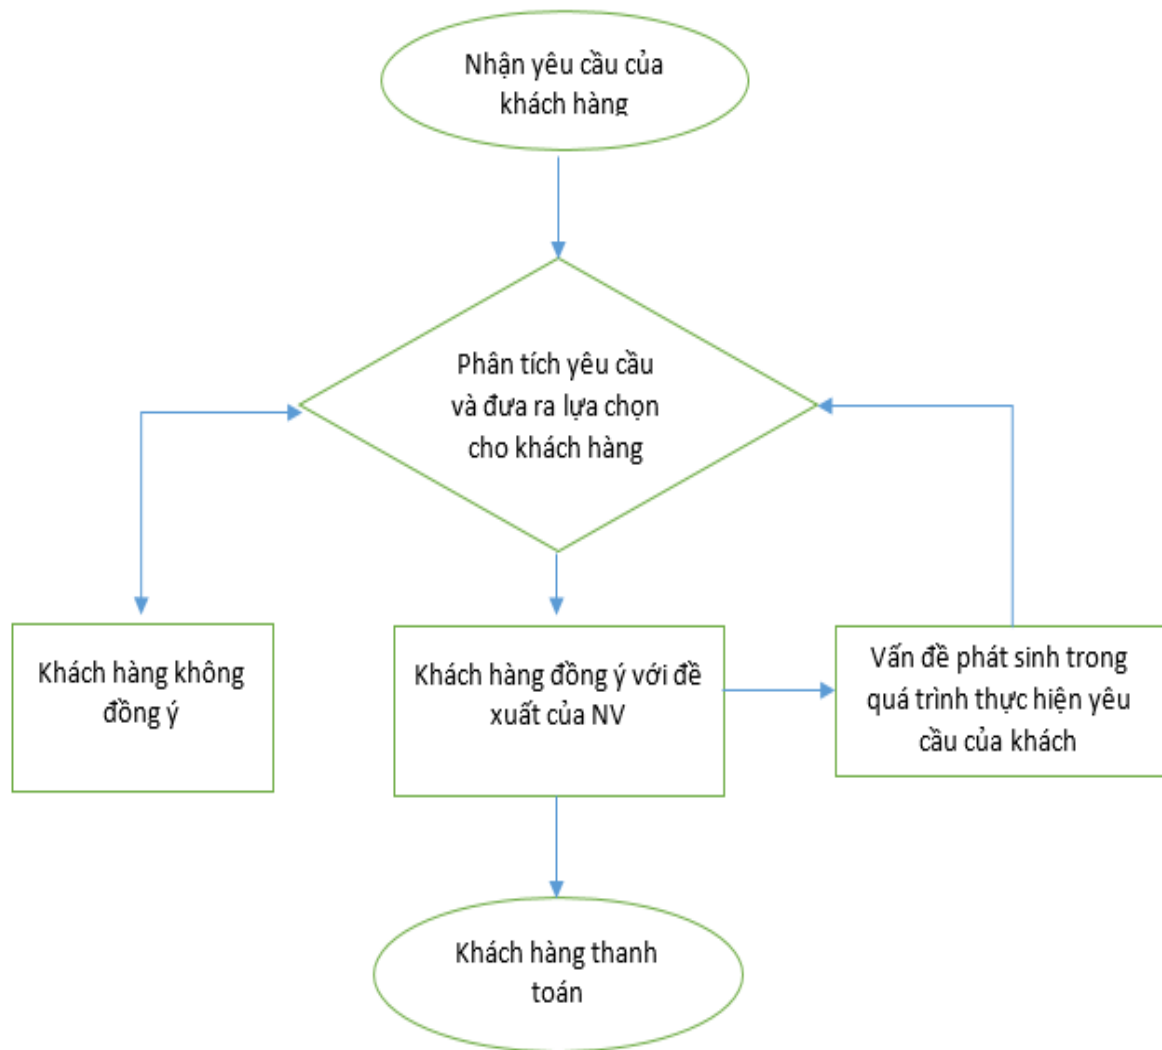 Nhận yêu cầu của
khách hàng
Phân tích yêu cầu
và đưa ra lựa chọn
cho khách hàng
Khách hàng không
đồng ý
Khách hàng đồng ý với đề
xuất của NV
Vấn đề phát sinh trong
quá trình thực hiện yêu
cầu của khách
Khách hàng thanh
toán